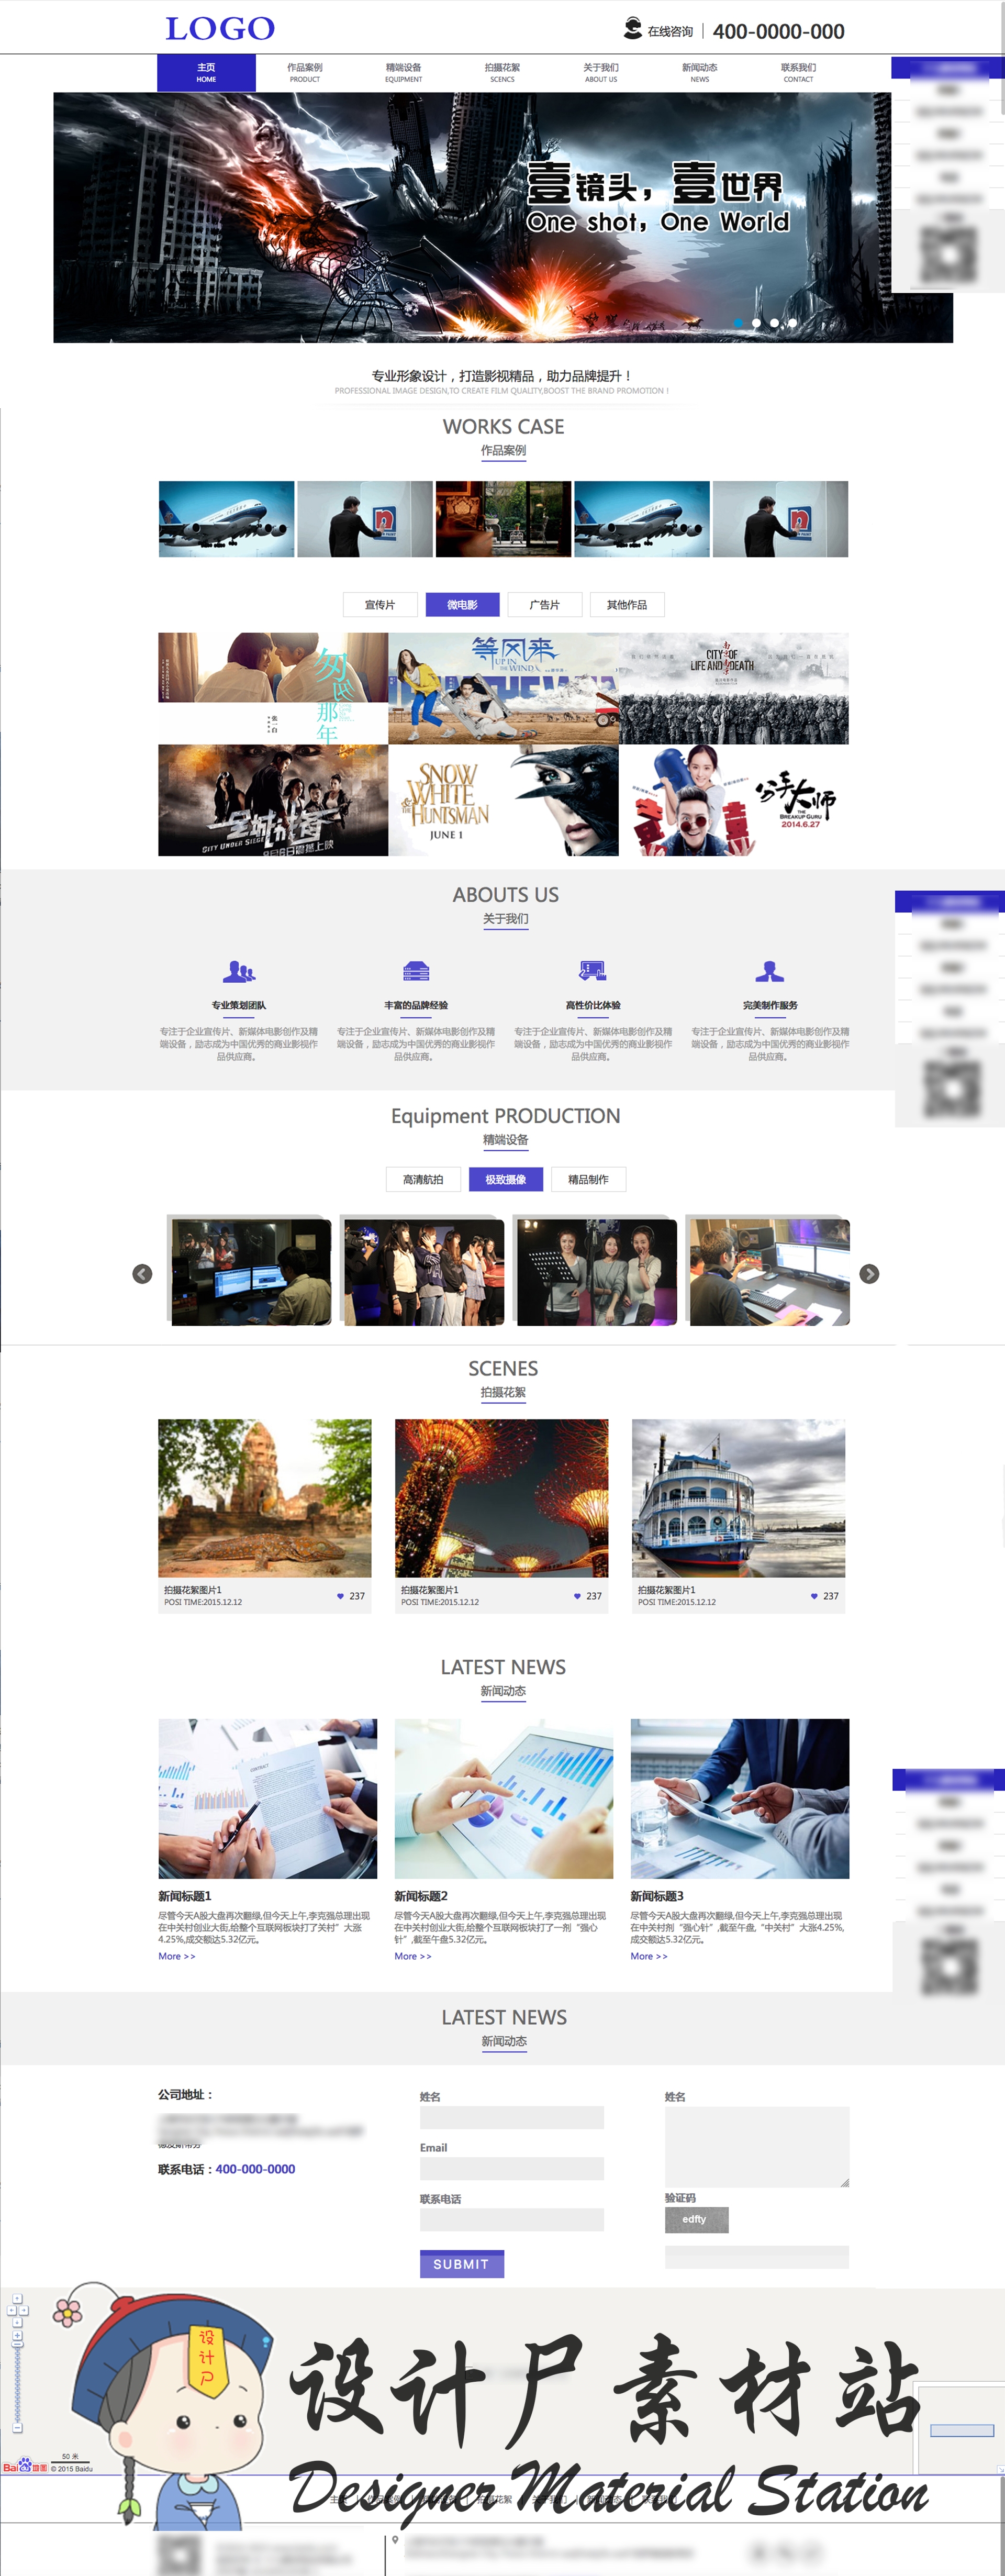 LOGO
在线咨询 400-0000-000
主页 作品案例 精端设备 拍摄花絮 关于我们 新闻动态 联系我们
HOME PRODUCT EQUIPMENT SCENCS ABOUT US NEWS CONTACT
壹镜头，壹世界
One shot, One World
专业形象设计，打造影视精品，助力品牌提升！
PROFESSIONAL IMAGE DESIGN,TO CREATE FILM QUALITY,BOOST THE BRAND PROMOTION !
WORKS CASE
作品案例
宣传片 微电影 广告片 其他作品
匆匆那年
张一白
等风来
UP IN THE WIND
CITY OF
LIFE AND DEATH
全城戒备
CITY UNDER SIEGE
SNOW
WHITE
& THE
HUNTSMAN
JUNE 1
分手大师
THE
BREAKUP GURU
2014.6.27
ABOUTS US
关于我们
专业策划团队 丰富的品牌经验 高性价比体验 完美制作服务
专注于企业宣传片、新媒体电影创作及精 专注于企业宣传片、新媒体电影创作及精 专注于企业宣传片、新媒体电影创作及精 专注于企业宣传片、新媒体电影创作及精
端设备，励志成为中国优秀的商业影视作 端设备，励志成为中国优秀的商业影视作 端设备，励志成为中国优秀的商业影视作 端设备，励志成为中国优秀的商业影视作
品供应商。 品供应商。 品供应商。 品供应商。
Equipment PRODUCTION
精端设备
高清航拍 极致摄像 精品制作
SCENES
拍摄花絮
拍摄花絮图片1 237 拍摄花絮图片1 237 拍摄花絮图片1 237
POSI TIME:2015.12.12 POSI TIME:2015.12.12 POSI TIME:2015.12.12
LATEST NEWS
新闻动态
CONTRACT
新闻标题1
尽管今天A股大盘再次翻绿,但今天上午,李克强总理出现
在中关村创业大街,给整个互联网板块打了关村”大涨
4.25%,成交额达5.32亿元。
More >>
新闻标题2
尽管今天A股大盘再次翻绿,但今天上午,李克强总理出现
在中关村创业大街,给整个互联网板块打了一剂“强心
针”,截至午盘5.32亿元。
More >>
新闻标题3
尽管今天A股大盘再次翻绿,但今天上午,李克强总理出现
在中关村剂“强心针”,截至午盘,“中关村”大涨4.25%,
成交额达5.32亿元。
More >>
LATEST NEWS
新闻动态
公司地址：
联系电话：400-000-0000
姓名
Email
联系电话
SUBMIT
姓名
验证码
edfty
设计尸
设计尸素材站
Designer Material Station
50 米
Bai 地图 © 2015 Baidu
拍摄花絮 | 关于我们 | 新闻动态 | 联系我们